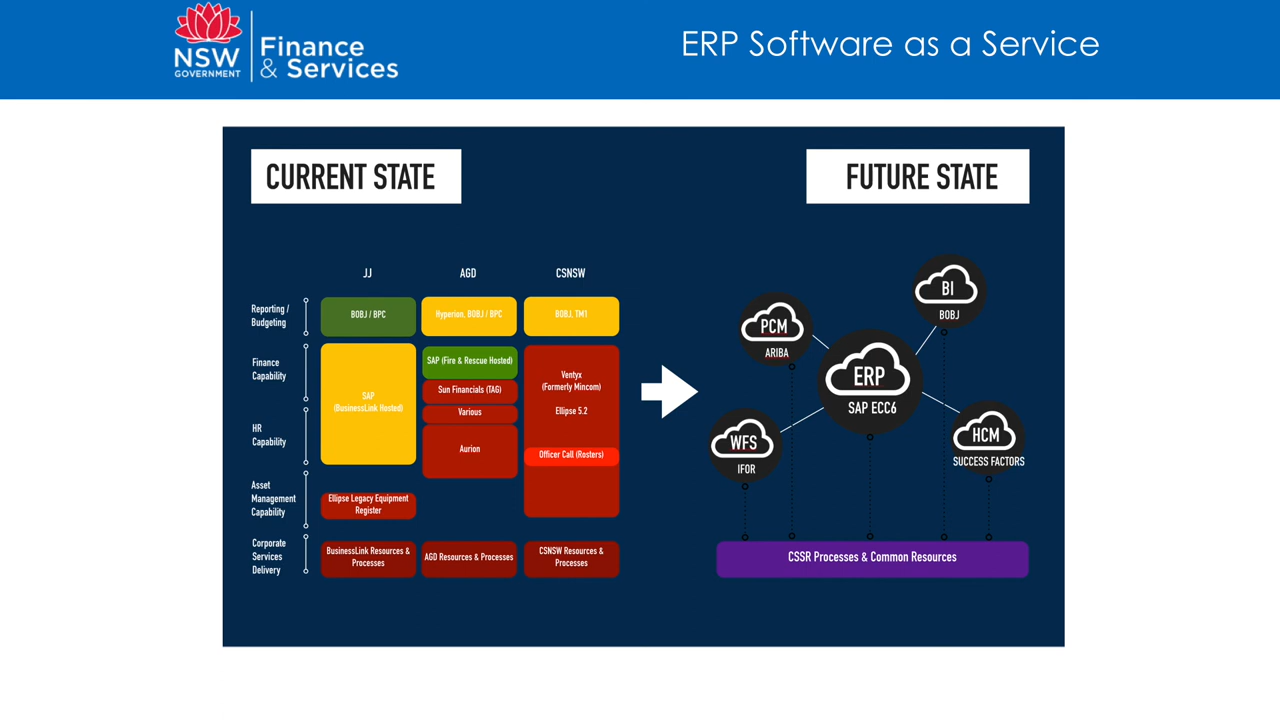 NSW
GOVERNMENT
Finance
& Services
ERP Software as a Service
CURRENT STATE
FUTURE STATE
JJ
AGD
CSNSW
Reporting /
Budgeting
BOBJ / BPC
Hyperion, BOBJ / BPC
BOBJ, TM1
Finance
Capability
HR
Capability
SAP
(BusinessLink Hosted)
SAP (Fire & Rescue Hosted)
Sun Financials (TAG)
Various
Aurion
Ventyx
(Formerly Mincom)
Ellipse 5.2
Officer Call (Rosters)
Asset
Management
Capability
Ellipse Legacy Equipment
Register
Corporate
Services
Delivery
BusinessLink Resources &
Processes
AGD Resources & Processes
CSNSW Resources &
Processes
BI
BOBJ
PCM
ARIBA
ERP
SAP ECC6
WFS
IFOR
HCM
SUCCESS FACTORS
CSSR Processes & Common Resources